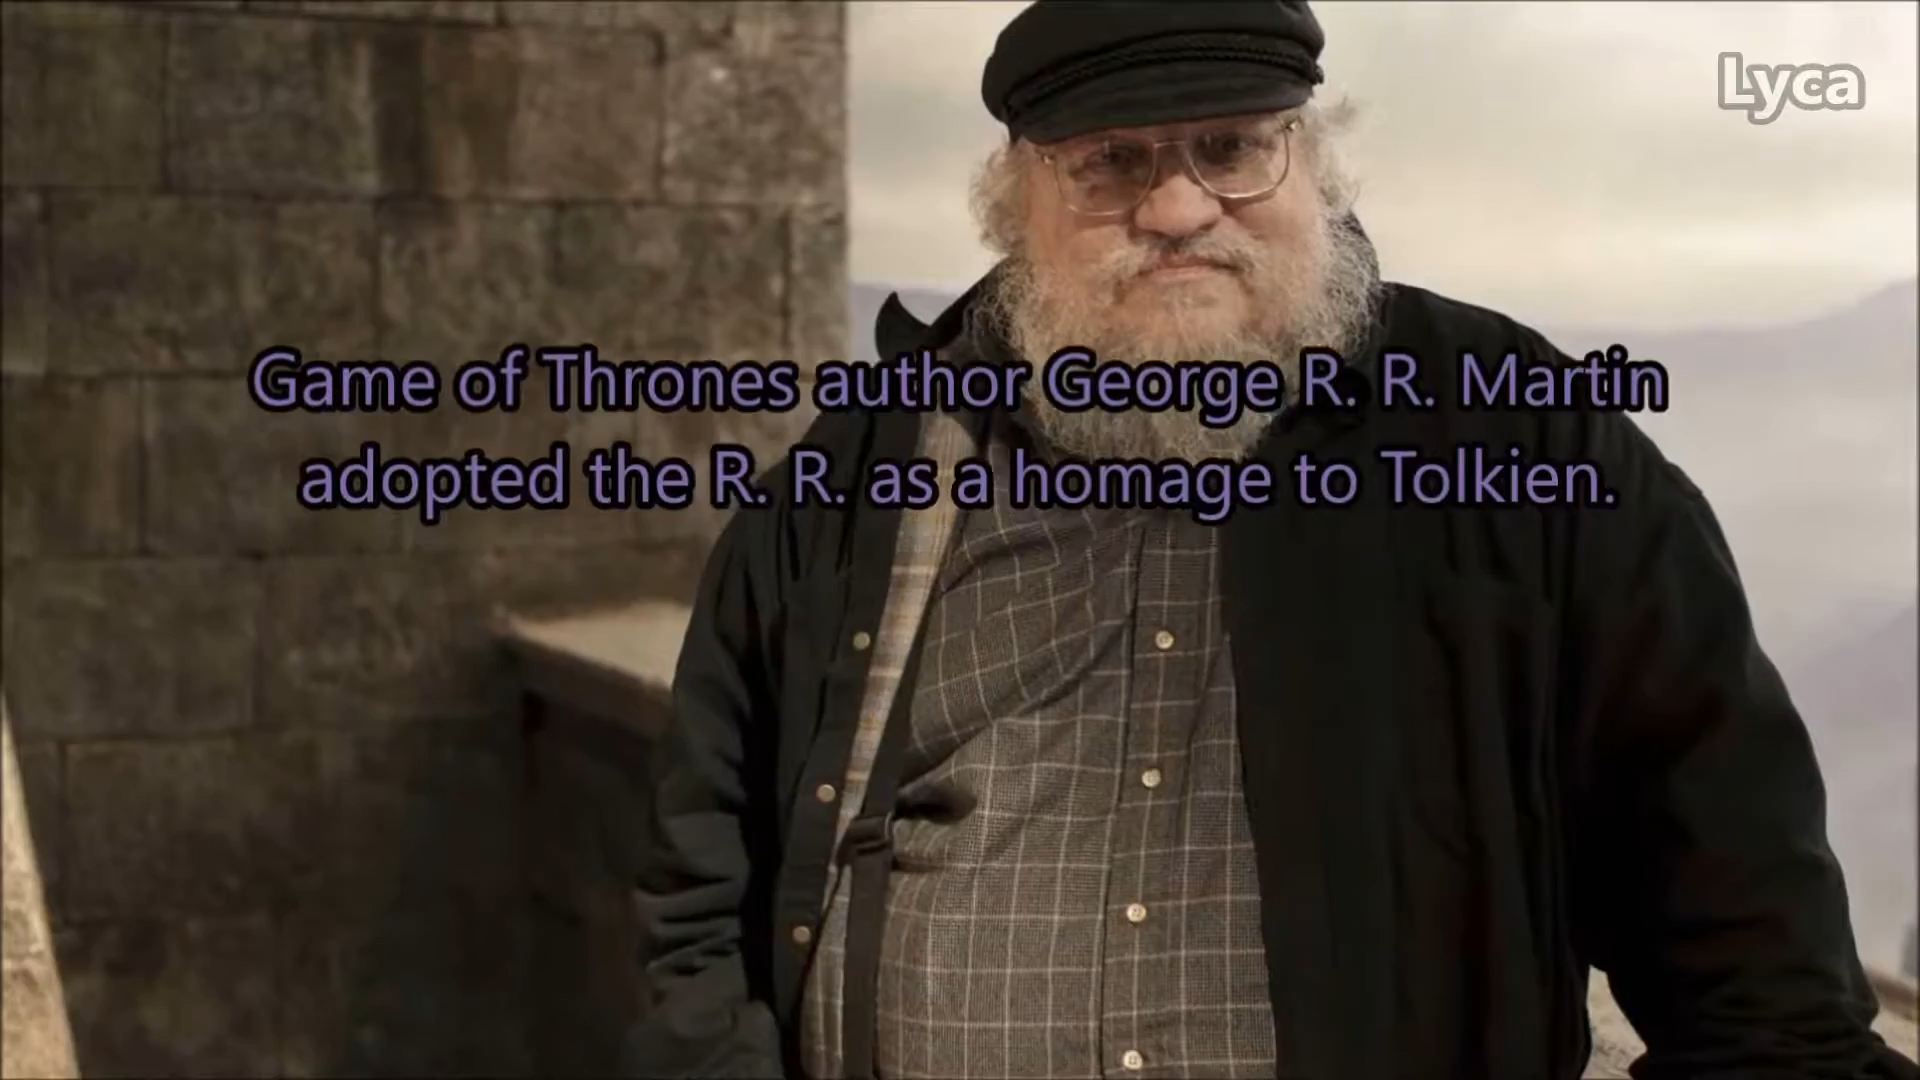 Lyca
Game of Thrones author George R. R. Martin
adopted the R. R. as a homage to Tolkien.